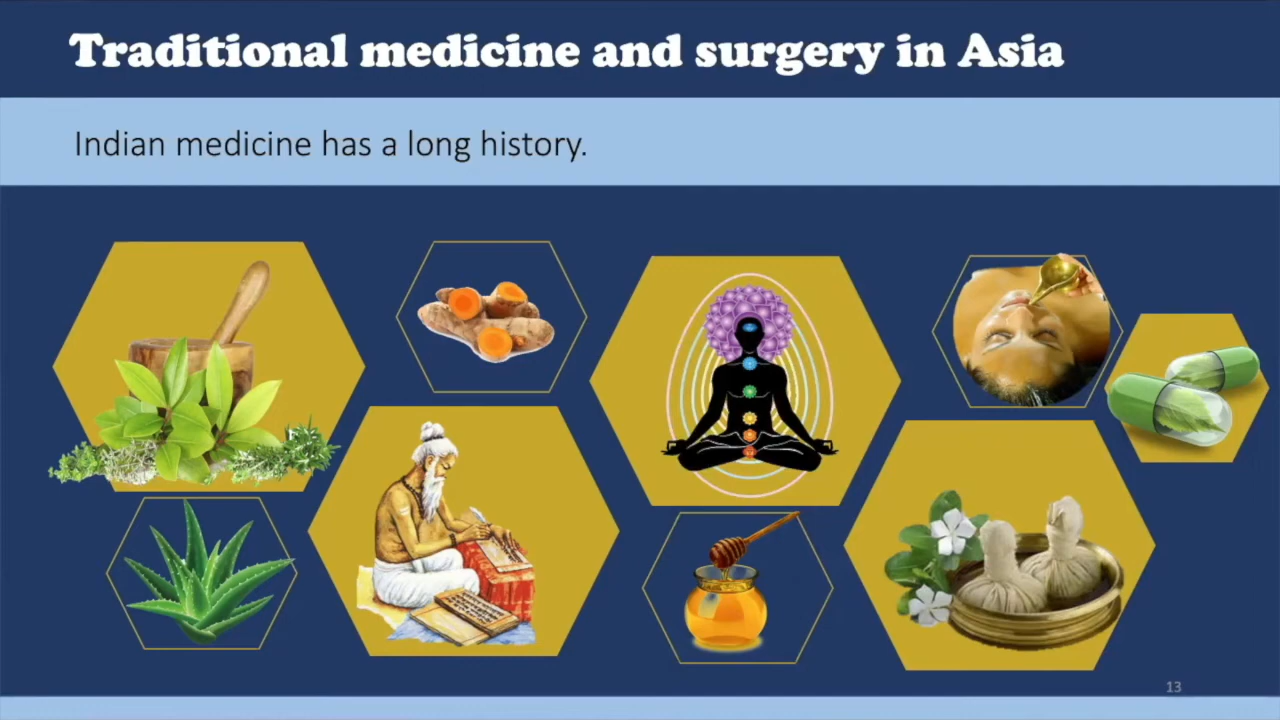 Traditional medicine and surgery in Asia
Indian medicine has a long history.
13